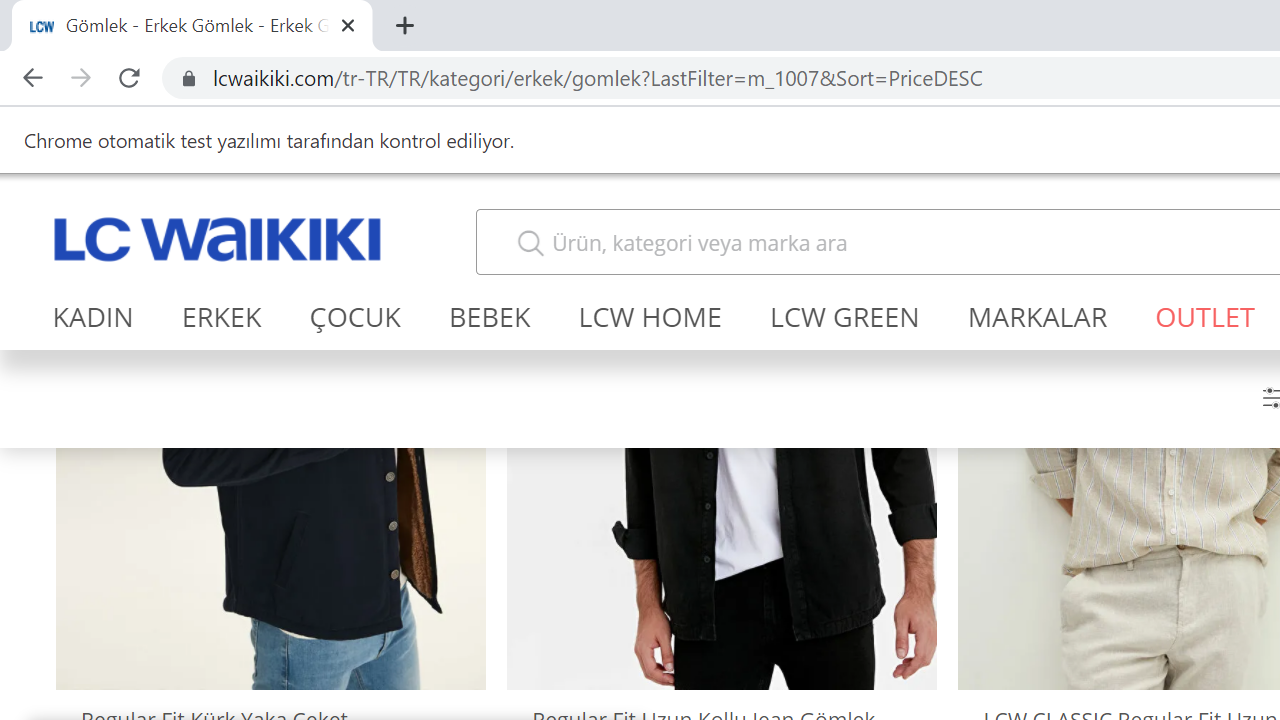 LCW Gömlek - Erkek Gömlek - Erkek G
lcwaikiki.com/tr-TR/TR/kategori/erkek/gomlek?LastFilter=m_1007&Sort=PriceDESC
Chrome otomatik test yazılımı tarafından kontrol ediliyor.
LC WAIKIKI
Ürün, kategori veya marka ara
KADIN ERKEK ÇOCUK BEBEK LCW HOME LCW GREEN MARKALAR OUTLET
Regular Fit Kürk Yaka Ceket
Regular Fit Uzun Kollu Jean Gömlek
LCW CLASSIC Regular Fit Uzun